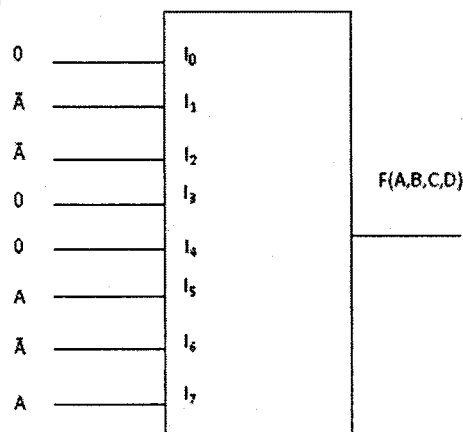 0 I₀
Ā I₁
Ā I₂
F(A,B,C,D)
0 I₃
0 I₄
A I₅
Ā I₆
A I₇